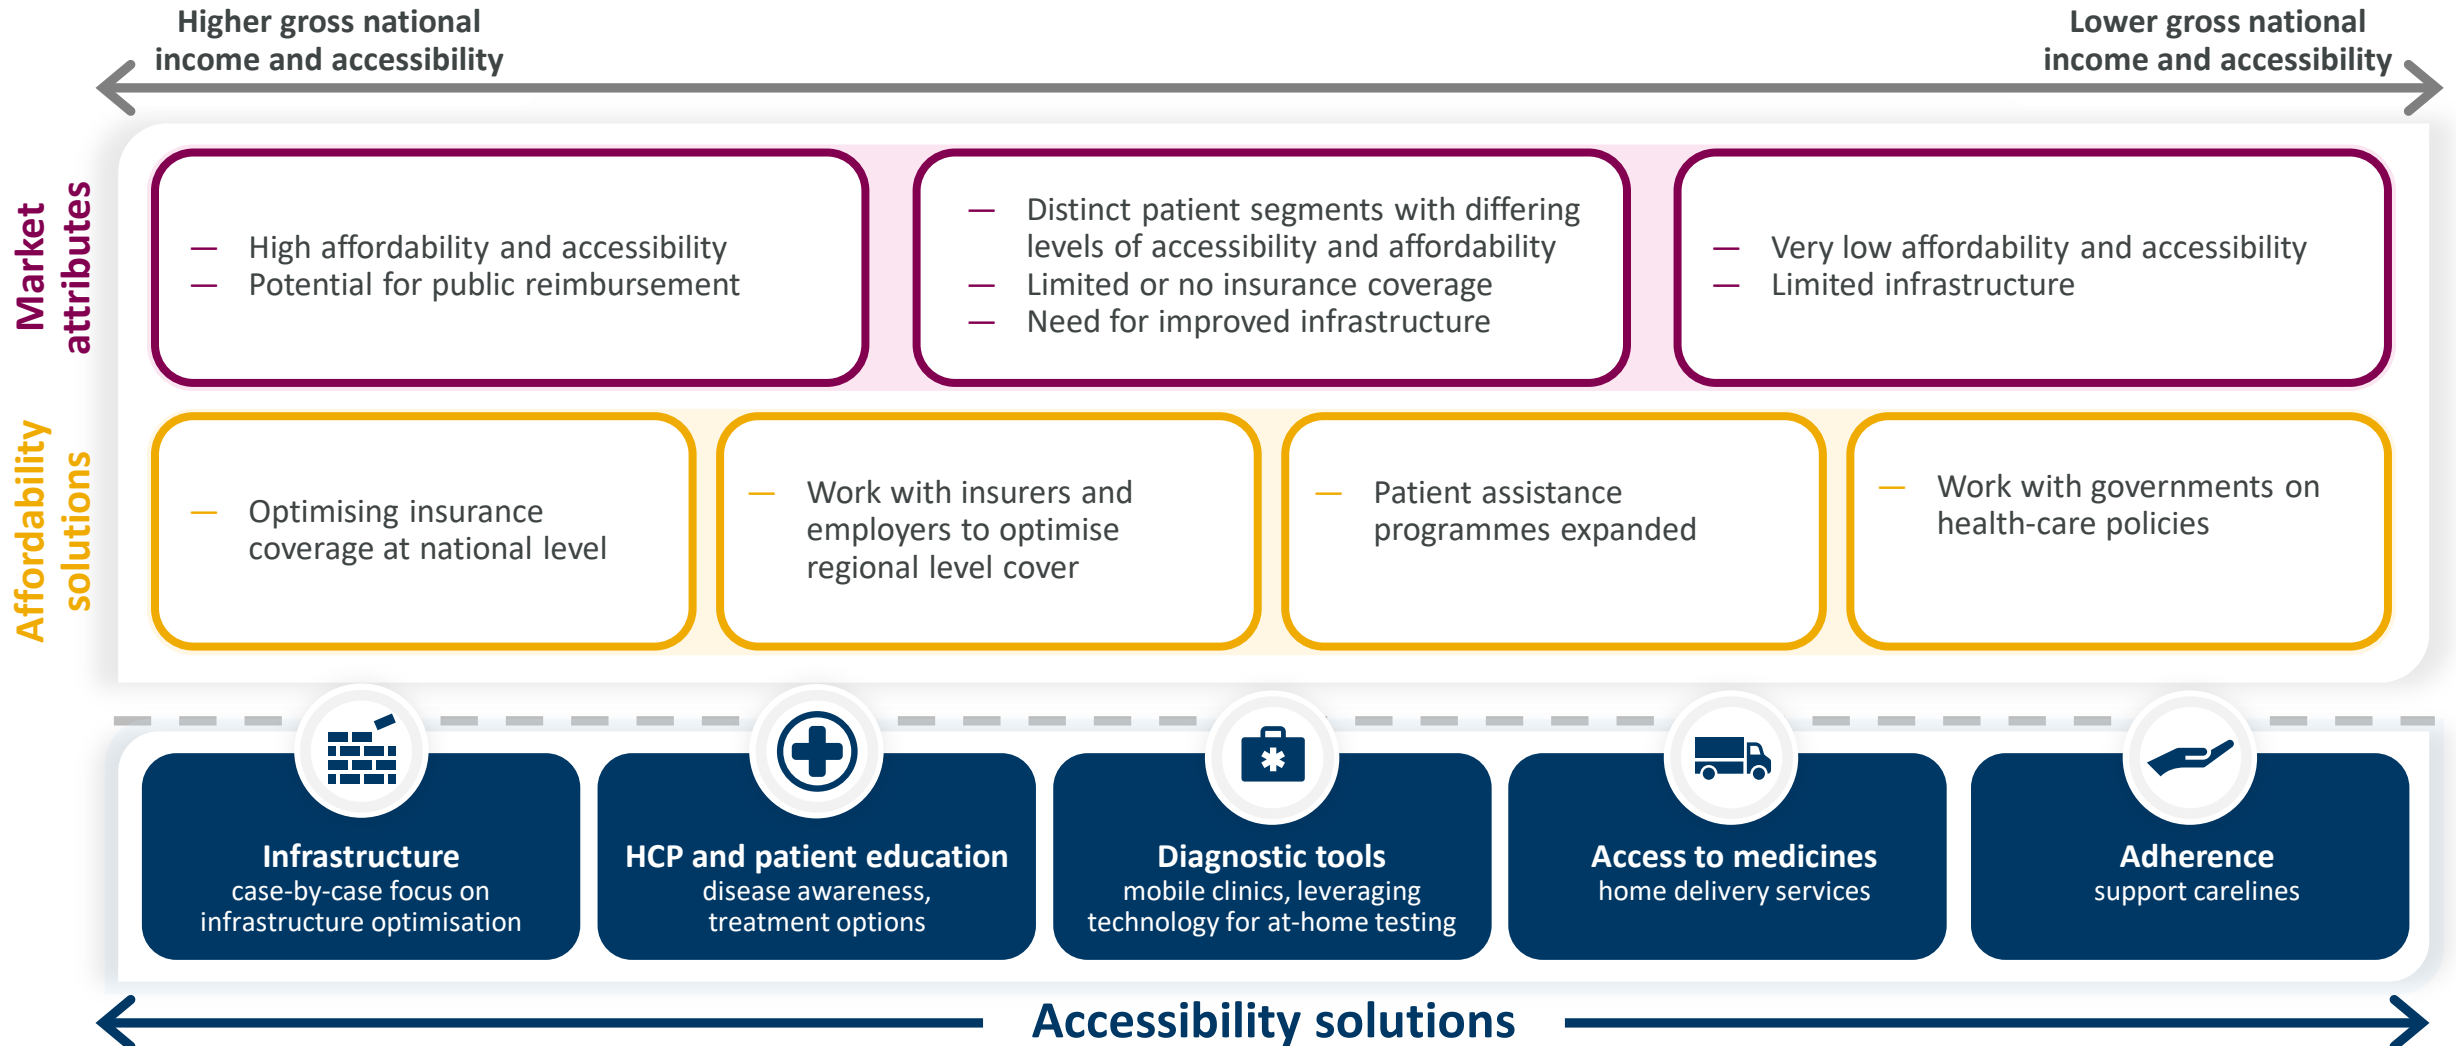 Higher gross national
income and accessibility
Lower gross national
income and accessibility
Market
attributes
— High affordability and accessibility
— Potential for public reimbursement
— Distinct patient segments with differing
levels of accessibility and affordability
— Limited or no insurance coverage
— Need for improved infrastructure
— Very low affordability and accessibility
— Limited infrastructure
Affordability
solutions
— Optimising insurance
coverage at national level
— Work with insurers and
employers to optimise
regional level cover
— Patient assistance
programmes expanded
— Work with governments on
health-care policies
Infrastructure
case-by-case focus on
infrastructure optimisation
HCP and patient education
disease awareness,
treatment options
Diagnostic tools
mobile clinics, leveraging
technology for at-home testing
Access to medicines
home delivery services
Adherence
support carelines
Accessibility solutions